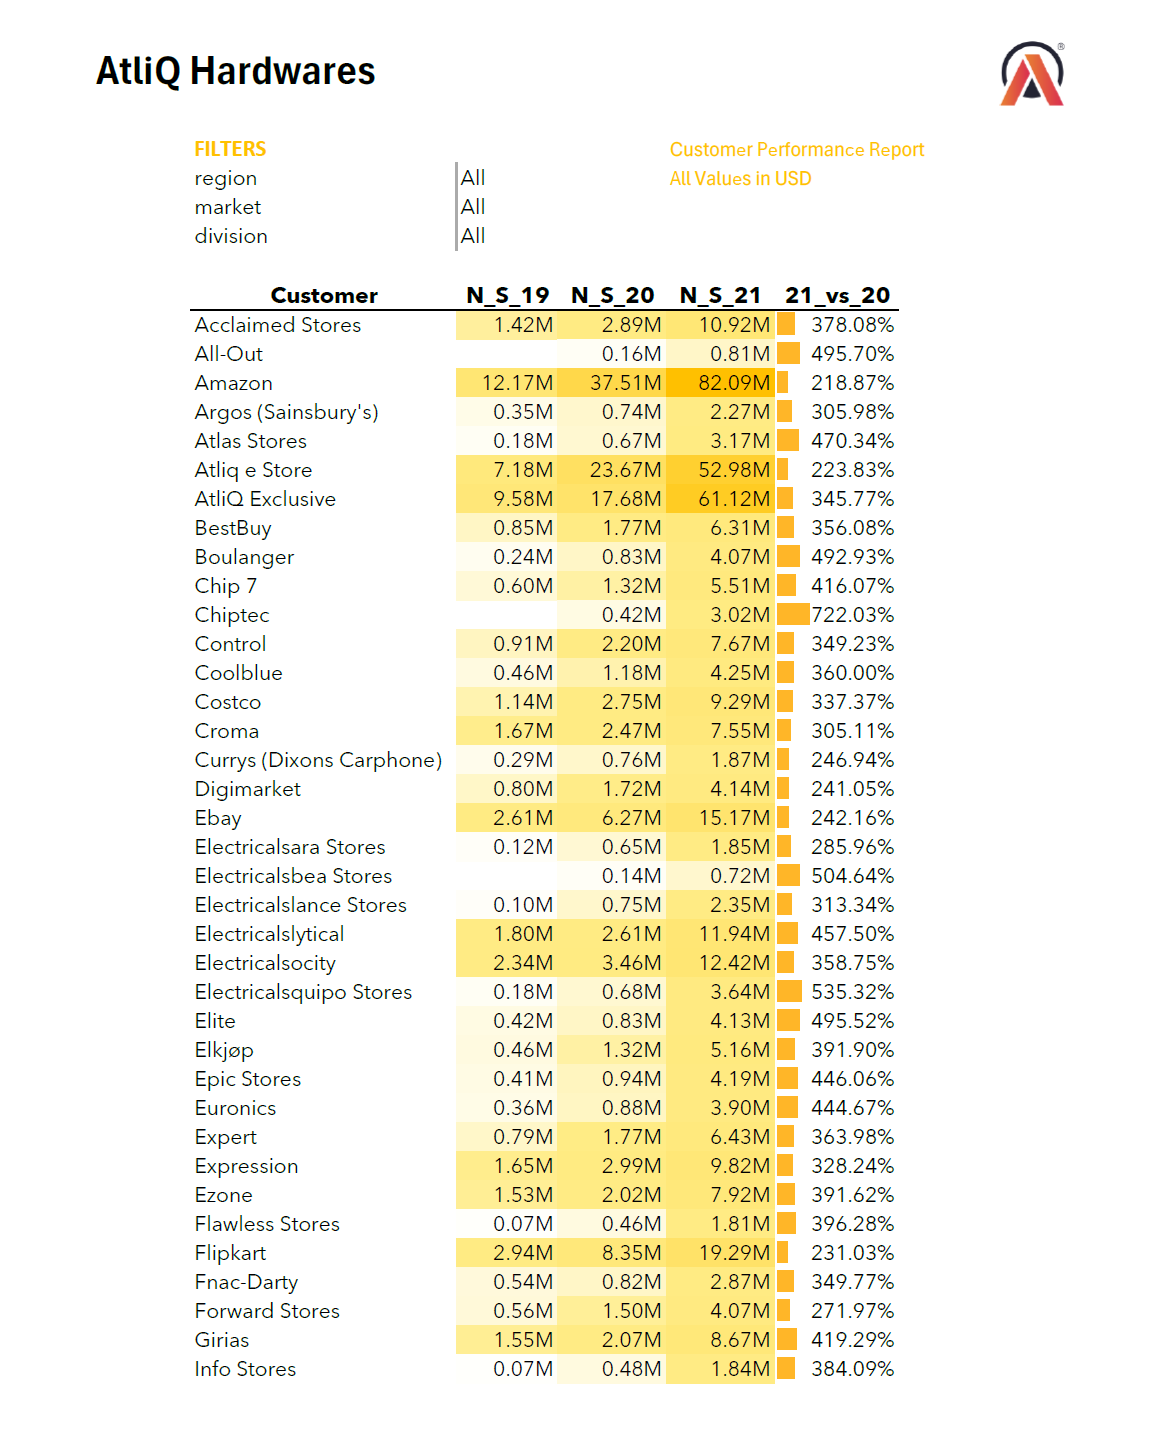 AtliQ Hardwares
®
FILTERS
Customer Performance Report
region All
All Values in USD
market All
division All
Customer N_S_19 N_S_20 N_S_21 21_vs_20
Acclaimed Stores 1.42M 2.89M 10.92M 378.08%
All-Out 0.16M 0.81M 495.70%
Amazon 12.17M 37.51M 82.09M 218.87%
Argos (Sainsbury's) 0.35M 0.74M 2.27M 305.98%
Atlas Stores 0.18M 0.67M 3.17M 470.34%
Atliq e Store 7.18M 23.67M 52.98M 223.83%
AtliQ Exclusive 9.58M 17.68M 61.12M 345.77%
BestBuy 0.85M 1.77M 6.31M 356.08%
Boulanger 0.24M 0.83M 4.07M 492.93%
Chip 7 0.60M 1.32M 5.51M 416.07%
Chiptec 0.42M 3.02M 722.03%
Control 0.91M 2.20M 7.67M 349.23%
Coolblue 0.46M 1.18M 4.25M 360.00%
Costco 1.14M 2.75M 9.29M 337.37%
Croma 1.67M 2.47M 7.55M 305.11%
Currys (Dixons Carphone) 0.29M 0.76M 1.87M 246.94%
Digimarket 0.80M 1.72M 4.14M 241.05%
Ebay 2.61M 6.27M 15.17M 242.16%
Electricalsara Stores 0.12M 0.65M 1.85M 285.96%
Electricalsbea Stores 0.14M 0.72M 504.64%
Electricalslance Stores 0.10M 0.75M 2.35M 313.34%
Electricalslytical 1.80M 2.61M 11.94M 457.50%
Electricalsocity 2.34M 3.46M 12.42M 358.75%
Electricalsquipo Stores 0.18M 0.68M 3.64M 535.32%
Elite 0.42M 0.83M 4.13M 495.52%
Elkjøp 0.46M 1.32M 5.16M 391.90%
Epic Stores 0.41M 0.94M 4.19M 446.06%
Euronics 0.36M 0.88M 3.90M 444.67%
Expert 0.79M 1.77M 6.43M 363.98%
Expression 1.65M 2.99M 9.82M 328.24%
Ezone 1.53M 2.02M 7.92M 391.62%
Flawless Stores 0.07M 0.46M 1.81M 396.28%
Flipkart 2.94M 8.35M 19.29M 231.03%
Fnac-Darty 0.54M 0.82M 2.87M 349.77%
Forward Stores 0.56M 1.50M 4.07M 271.97%
Girias 1.55M 2.07M 8.67M 419.29%
Info Stores 0.07M 0.48M 1.84M 384.09%